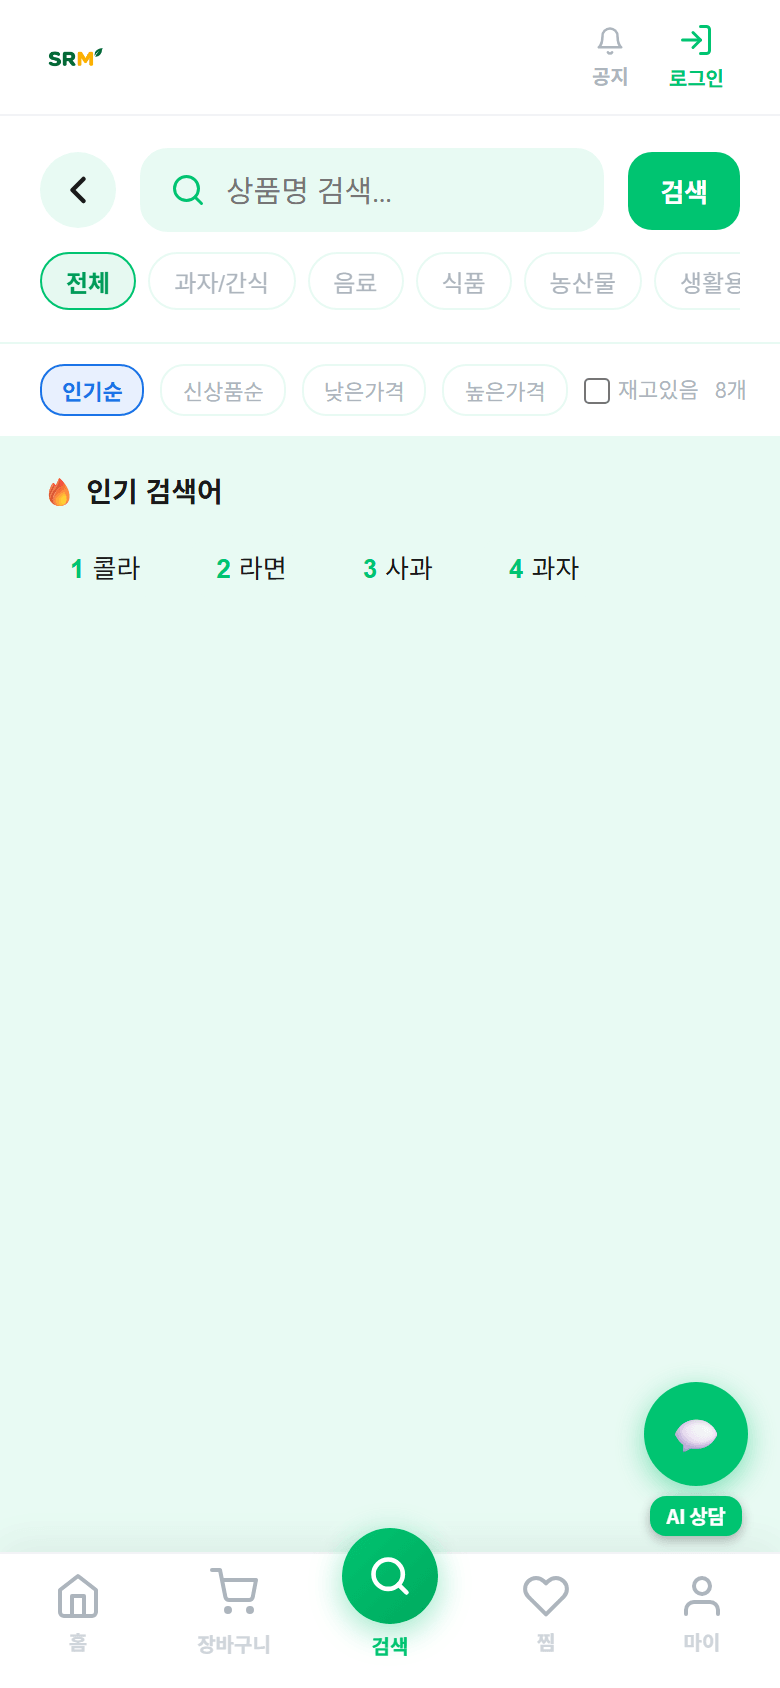 SRM
공지
로그인
상품명 검색...
검색
전체 과자/간식 음료 식품 농산물 생활용
인기순 신상품순 낮은가격 높은가격 재고있음 8개
인기 검색어
1 콜라 2 라면 3 사과 4 과자
AI 상담
홈 장바구니 검색 찜 마이